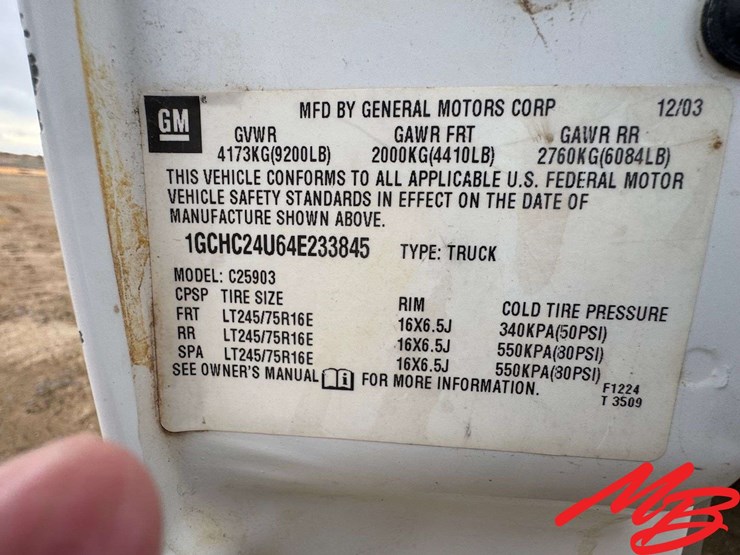 GM
MFD BY GENERAL MOTORS CORP 12/03
GVWR GAWR FRT GAWR RR
4173KG(9200LB) 2000KG(4410LB) 2760KG(6084LB)
THIS VEHICLE CONFORMS TO ALL APPLICABLE U.S. FEDERAL MOTOR
VEHICLE SAFETY STANDARDS IN EFFECT ON THE DATE OF
MANUFACTURE SHOWN ABOVE.
1GCHC24U64E233845 TYPE: TRUCK
MODEL: C25903
CPSP TIRE SIZE RIM COLD TIRE PRESSURE
FRT LT245/75R16E 16X6.5J 340KPA(50PSI)
RR LT245/75R16E 16X6.5J 550KPA(80PSI)
SPA LT245/75R16E 16X6.5J 550KPA(80PSI)
SEE OWNER'S MANUAL i FOR MORE INFORMATION.
F1224
T 3509
MB